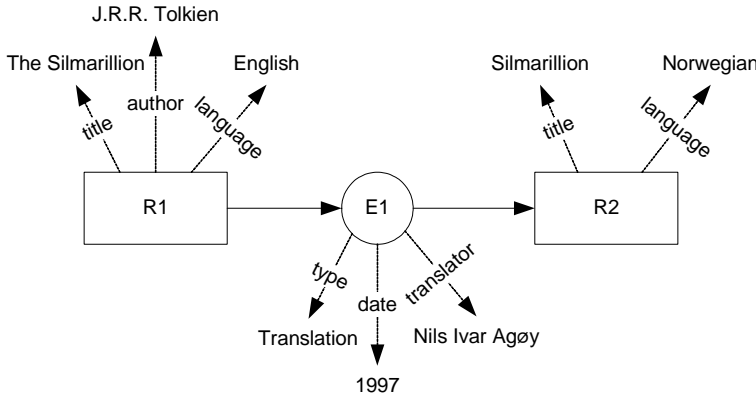 J.R.R. Tolkien
The Silmarillion
English
Silmarillion
Norwegian
title
author
language
title
language
R1
E1
R2
type
date
translator
Translation
Nils Ivar Agøy
1997